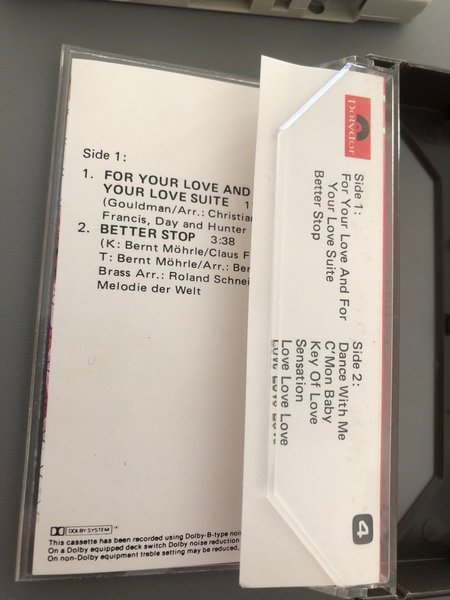 Side 1:
1. FOR YOUR LOVE AND
YOUR LOVE SUITE
(Gouldman/Arr.: Christian
Francis, Day and Hunter
2. BETTER STOP 3:38
(K: Bernt Möhrle/Claus
T: Bernt Möhrle/Arr.:
Brass Arr.: Roland
Melodie der Welt
DOLBY SYSTEM ™
This cassette has been recorded using Dolby-B-type
On a Dolby equipped deck switch Dolby noise reduction
On non-Dolby equipment treble setting may be reduced,
Polydor
Side 1:
For Your Love And For
Your Love Suite
Better Stop
Side 2:
Dance With Me
C'Mon Baby
Key Of Love
Sensation
Love Love Love
4